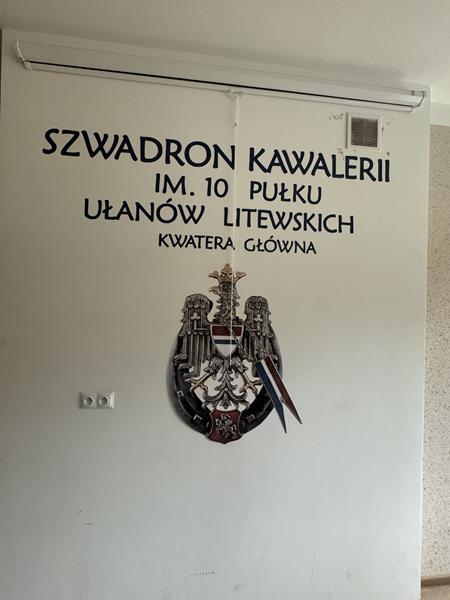 SZWADRON KAWALERII
IM. 10 PUŁKU
UŁANÓW LITEWSKICH
KWATERA GŁÓWNA